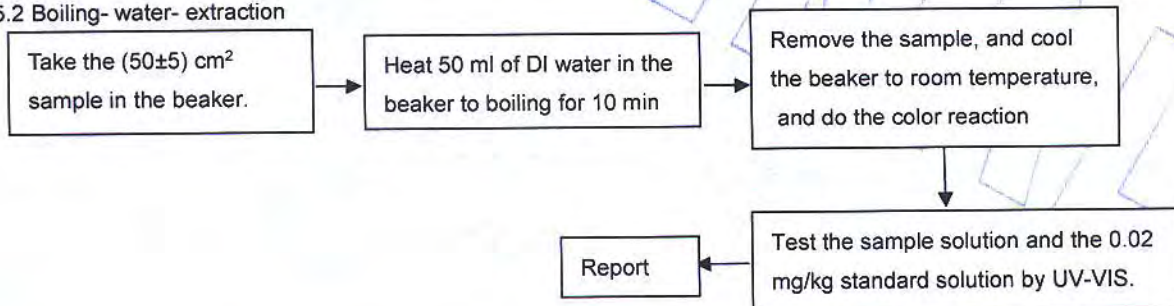 5.2 Boiling- water- extraction
Take the (50±5) cm²
sample in the beaker.
Heat 50 ml of DI water in the
beaker to boiling for 10 min
Remove the sample, and cool
the beaker to room temperature,
and do the color reaction
Test the sample solution and the 0.02
mg/kg standard solution by UV-VIS.
Report